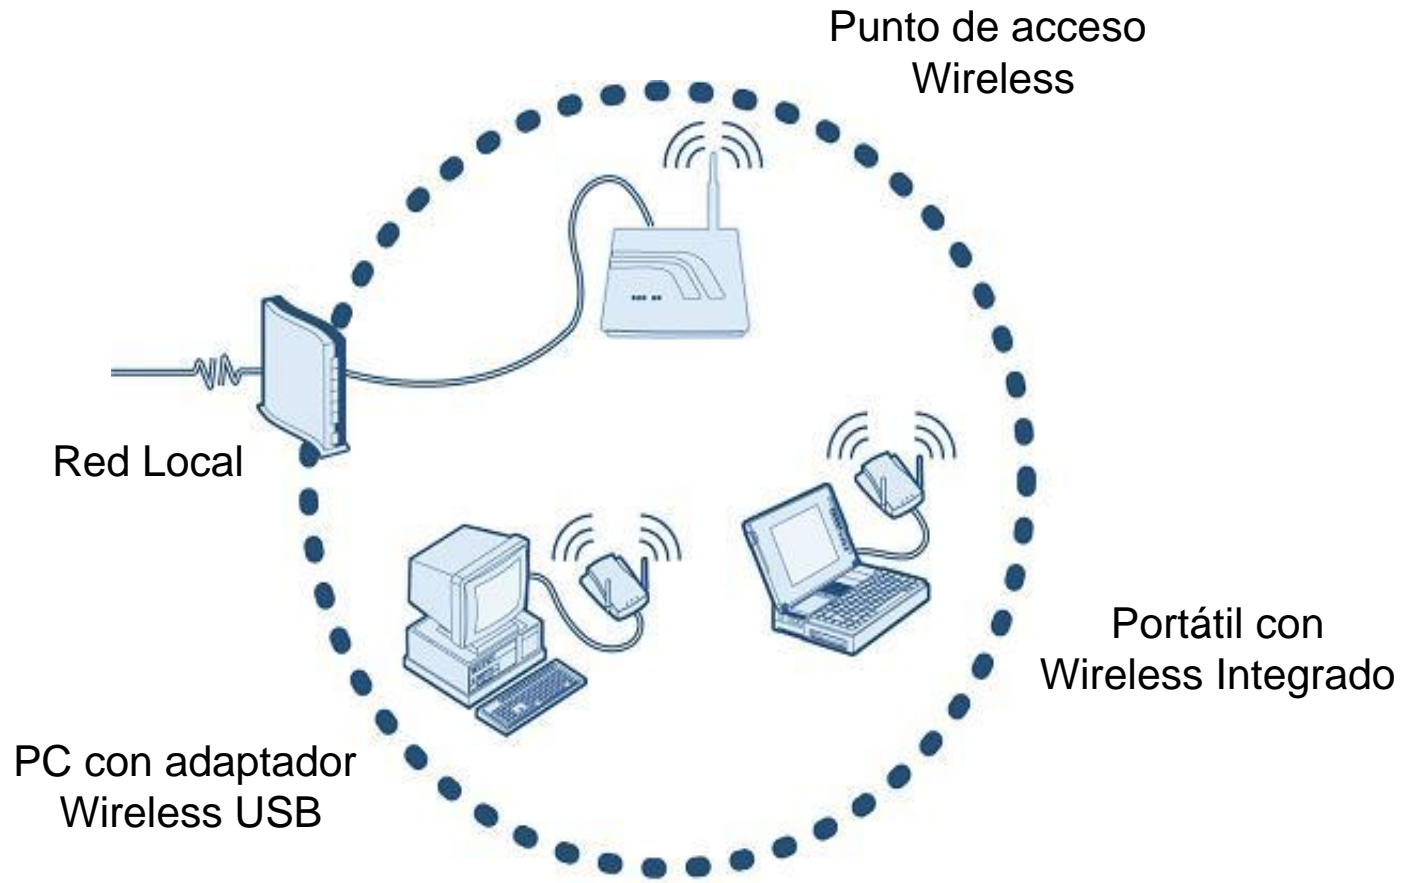 Punto de acceso
Wireless
Red Local
Portátil con
Wireless Integrado
PC con adaptador
Wireless USB